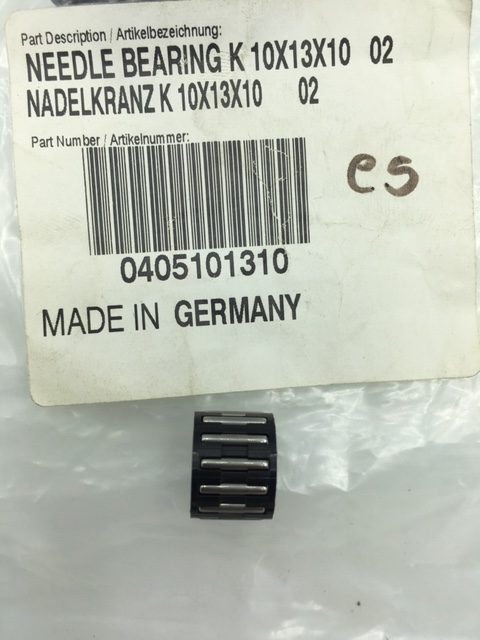 Part Description / Artikelbezeichnung:
NEEDLE BEARING K 10X13X10 02
NADELKRANZ K 10X13X10 02
Part Number / Artikelnummer:
es
0405101310
MADE IN GERMANY